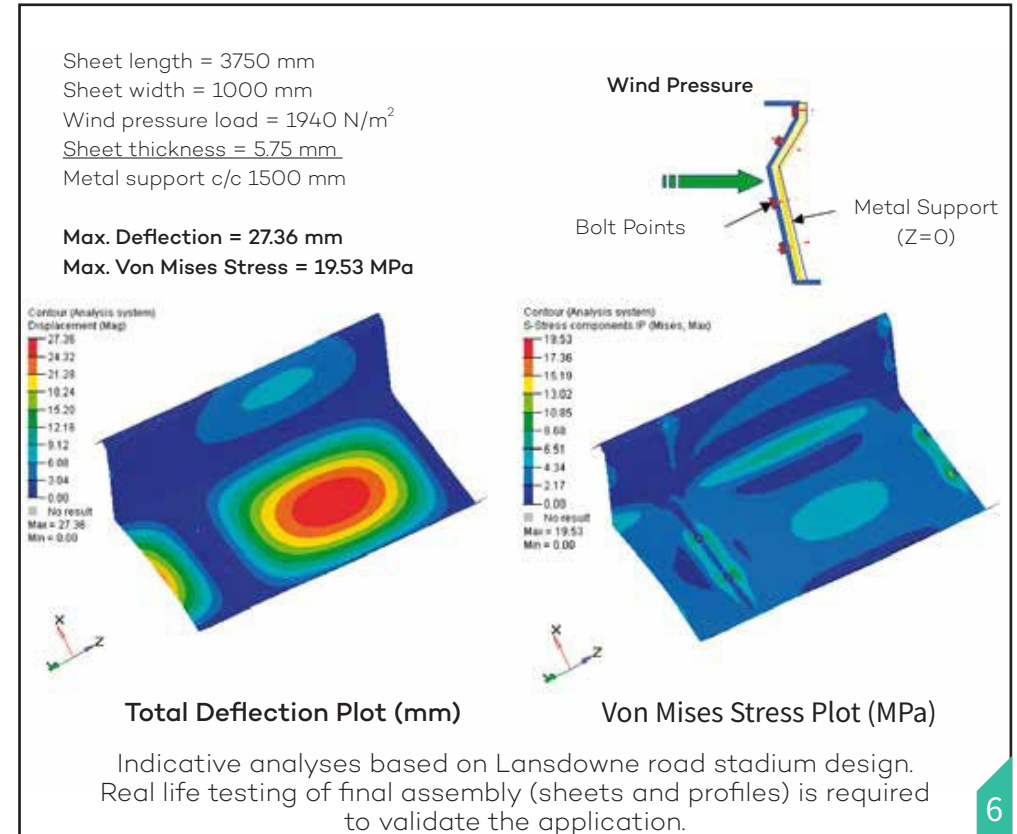 Sheet length = 3750 mm
Sheet width = 1000 mm
Wind pressure load = 1940 N/m²
Sheet thickness = 5.75 mm
Metal support c/c 1500 mm
Max. Deflection = 27.36 mm
Max. Von Mises Stress = 19.53 MPa
Wind Pressure
Bolt Points
Metal Support
(Z=0)
Contour (Analysis system)
Displacement (Mag)
27.36
24.32
21.28
18.24
15.20
12.16
9.12
6.08
3.04
0.00
No result
Max = 27.36
Min = 0.00
X
Z
Contour (Analysis system)
S-Stress components IP (Mises, Max)
19.53
17.36
15.19
13.02
10.85
8.68
6.51
4.34
2.17
0.00
No result
Max = 19.53
Min = 0.00
X
Z
Total Deflection Plot (mm)
Von Mises Stress Plot (MPa)
Indicative analyses based on Lansdowne road stadium design.
Real life testing of final assembly (sheets and profiles) is required
to validate the application.
6